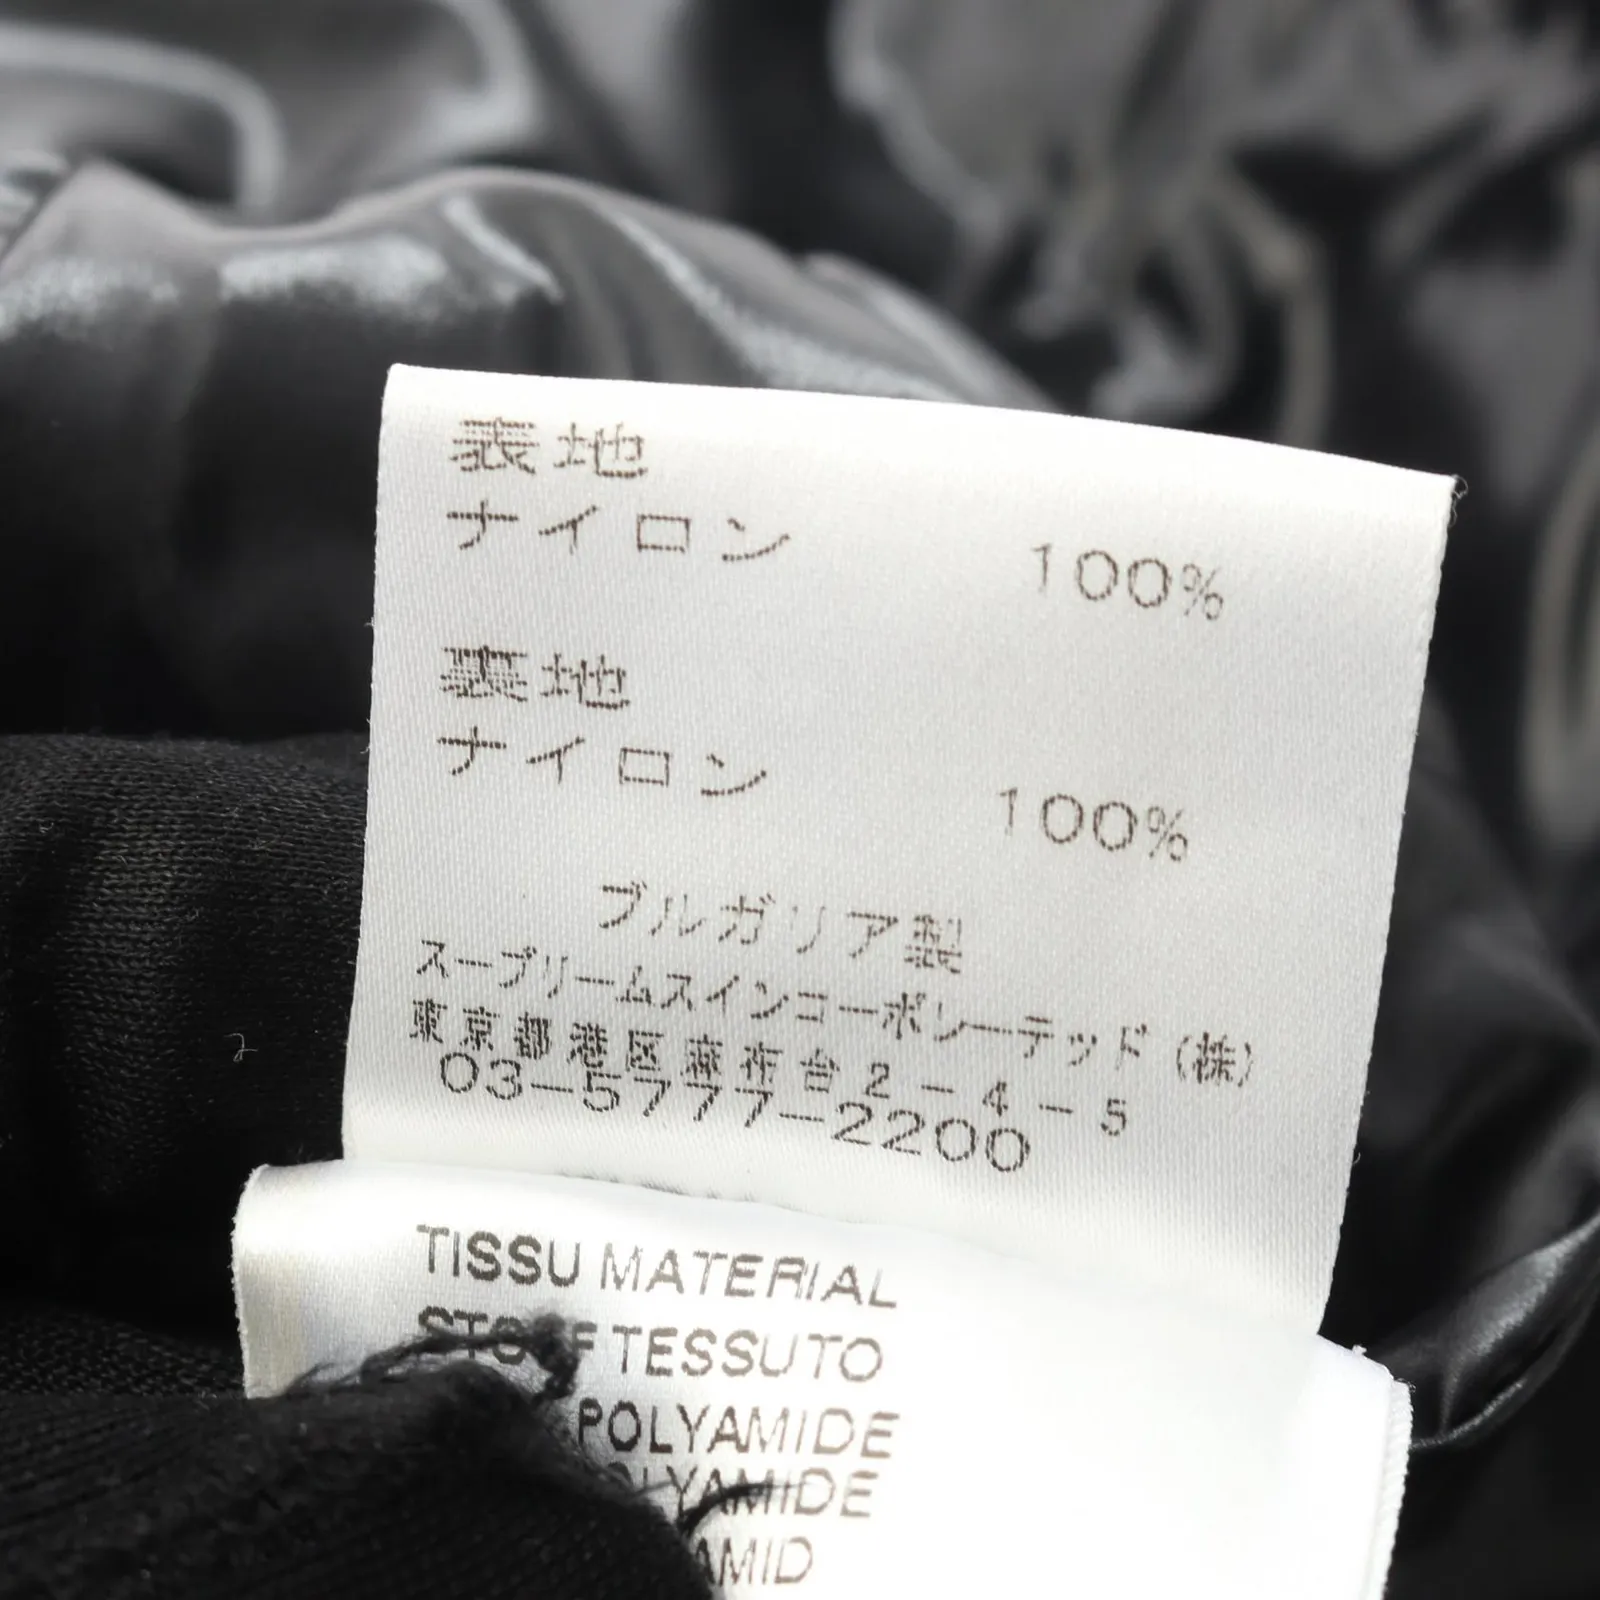 表地
ナイロン 100%
裏地
ナイロン 100%
ブルガリア製
スープリームスインコーポレーテッド(株)
東京都港区麻布台2-4-5
03-5777-2200
TISSU MATERIAL
STOFF TESSUTO
POLYAMIDE
POLYAMIDE
AMID